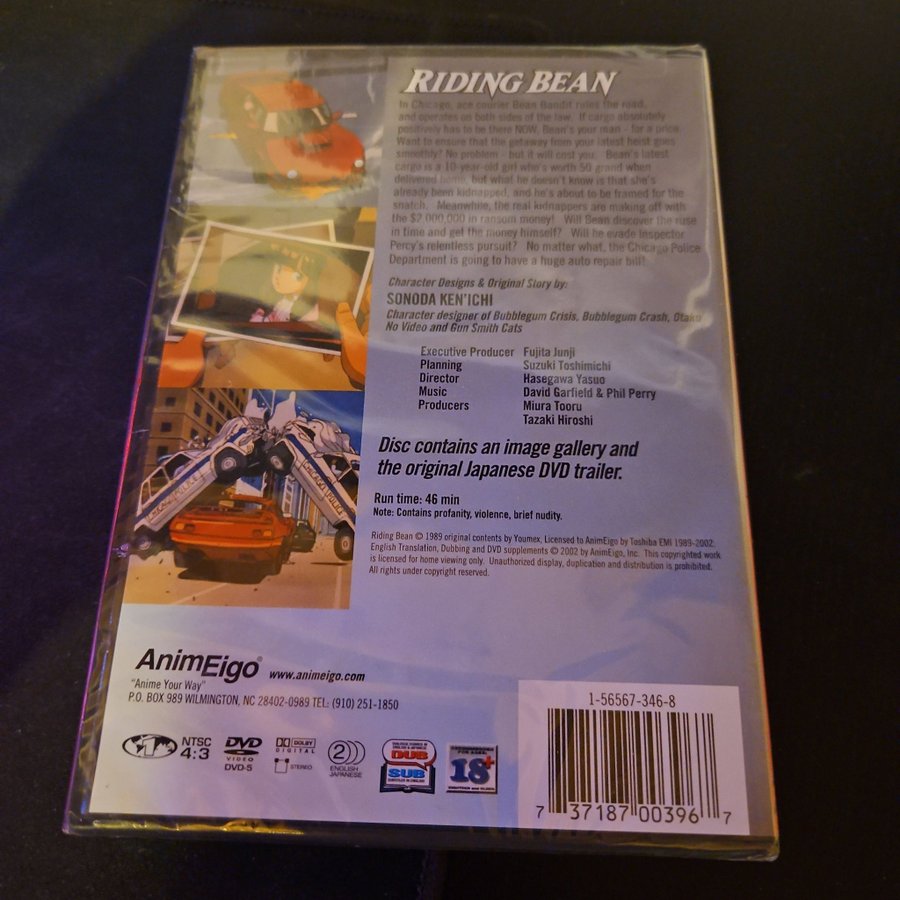 RIDING BEAN
In Chicago, ace courier Bean Bandit rules the road,
and operates on both sides of the law. If cargo absolutely
positively has to be there NOW, Bean's your man - for a price.
Want to ensure that the getaway from your latest heist goes
smoothly? No problem - but it will cost you. Bean's latest
cargo is a 10-year-old girl who's worth 50 grand when
delivered home, but what he doesn't know is that she's
already been kidnapped, and he's about to be framed for the
snatch. Meanwhile, the real kidnappers are making off with
the $2,000,000 in ransom money! Will Bean discover the ruse
in time and get the money himself? Will he evade Inspector
Percy's relentless pursuit? No matter what, the Chicargo Police
Department is going to have a huge auto repair bill!
Character Designs & Original Story by:
SONODA KEN'ICHI
Character designer of Bubblegum Crisis, Bubblegum Crash, Otaku
No Video and Gun Smith Cats
Executive Producer Fujita Junji
Planning Suzuki Toshimichi
Director Hasegawa Yasuo
Music David Garfield & Phil Perry
Producers Miura Tooru
Tazaki Hiroshi
CHICAGO POLICE
CHICAGO POLICE
Disc contains an image gallery and
the original Japanese DVD trailer.
Run time: 46 min
Note: Contains profanity, violence, brief nudity.
Riding Bean © 1989 original contents by Youmex, Licensed to AnimEigo by Toshiba EMI 1989-2002.
English Translation, Dubbing and DVD supplements © 2002 by AnimEigo, Inc. This copyrighted work
is licensed for home viewing only. Unauthorized display, duplication and distribution is prohibited.
All rights under copyright reserved.
AnimEigo® www.animeigo.com
"Anime Your Way"
P.O. BOX 989 WILMINGTON, NC 28402-0989 TEL: (910) 251-1850
1
NTSC
4:3
DVD
VIDEO
DVD-5
DOLBY
DIGITAL
STEREO
2
ENGLISH
JAPANESE
DUB
SUB
18+
1-56567-346-8
7 37187 00396 7